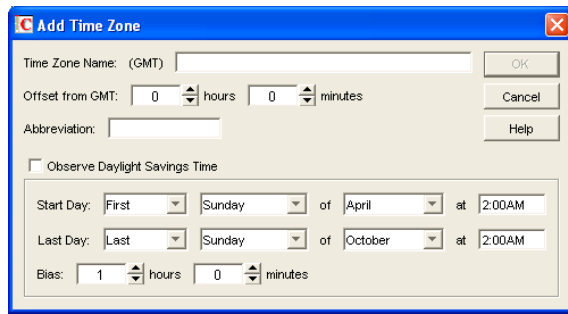 C Add Time Zone
Time Zone Name: (GMT) OK
Offset from GMT: 0 hours 0 minutes Cancel
Abbreviation: Help
Observe Daylight Savings Time
Start Day: First Sunday of April at 2:00AM
Last Day: Last Sunday of October at 2:00AM
Bias: 1 hours 0 minutes